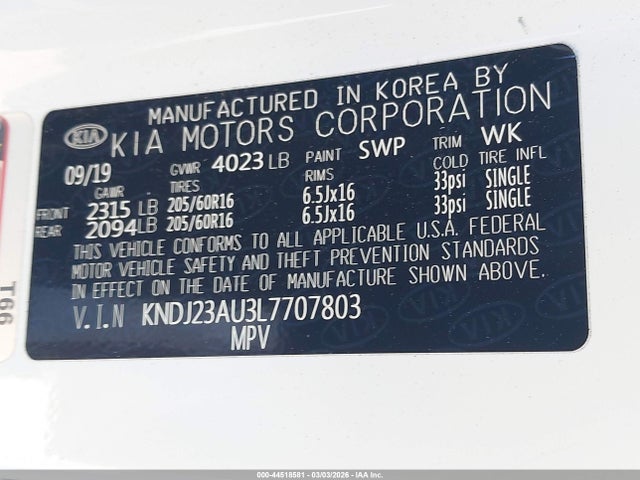 MANUFACTURED IN KOREA BY
KIA KIA MOTORS CORPORATION
09/19 GVWR 4023 LB PAINT SWP TRIM WK
GAWR TIRES RIMS COLD TIRE INFL
FRONT 2315 LB 205/60R16 6.5Jx16 33psi SINGLE
REAR 2094 LB 205/60R16 6.5Jx16 33psi SINGLE
THIS VEHICLE CONFORMS TO ALL APPLICABLE U.S.A. FEDERAL
MOTOR VEHICLE SAFETY AND THEFT PREVENTION STANDARDS
IN EFFECT ON THE DATE OF MANUFACTURE SHOWN ABOVE.
V.I.N KNDJ23AU3L7707803
MPV
T66
000-44518581 - 03/03/2026 - IAA, Inc.